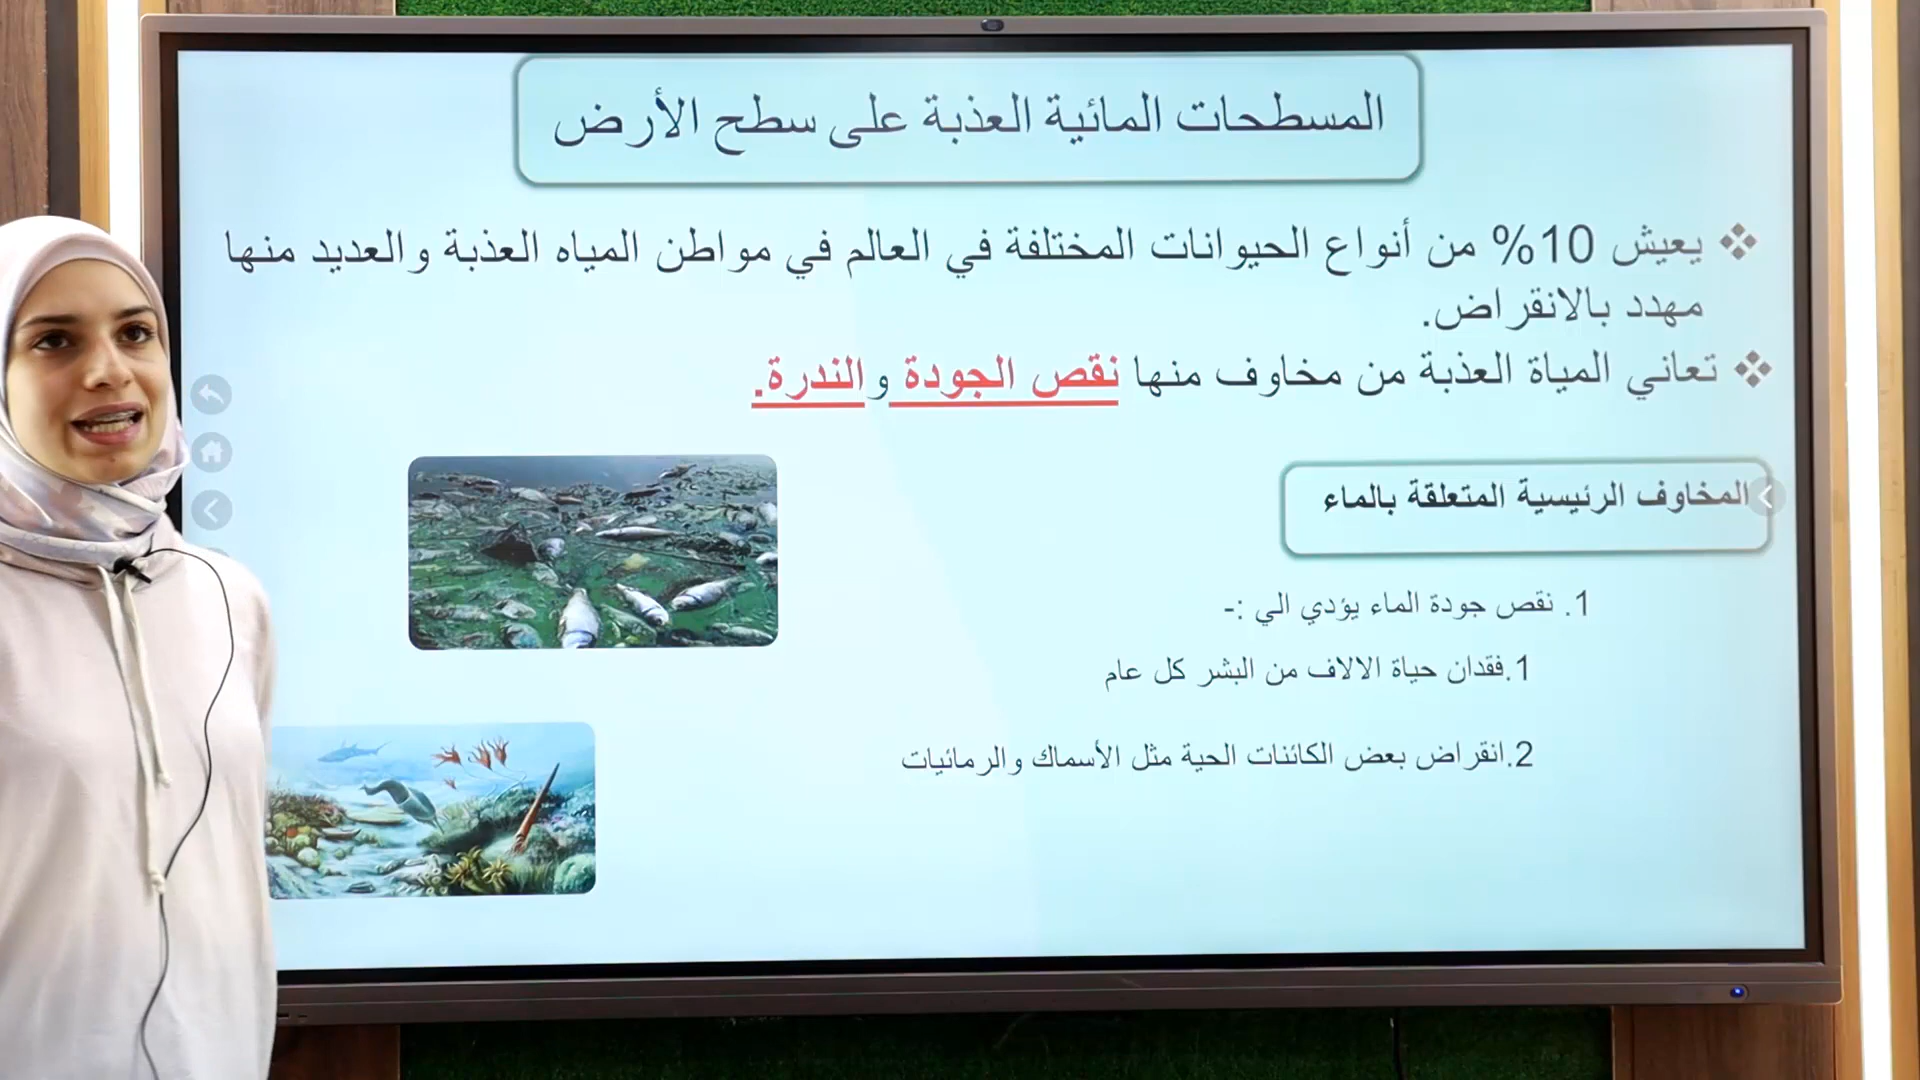 المسطحات المائية العذبة على سطح الأرض
❖ يعيش 10% من أنواع الحيوانات المختلفة في العالم في مواطن المياه العذبة والعديد منها
مهدد بالانقراض.
❖ تعاني المياة العذبة من مخاوف منها نقص الجودة والندرة.
المخاوف الرئيسية المتعلقة بالماء
1. نقص جودة الماء يؤدي الي :-
1.فقدان حياة الالاف من البشر كل عام
2.انقراض بعض الكائنات الحية مثل الأسماك والرمائيات